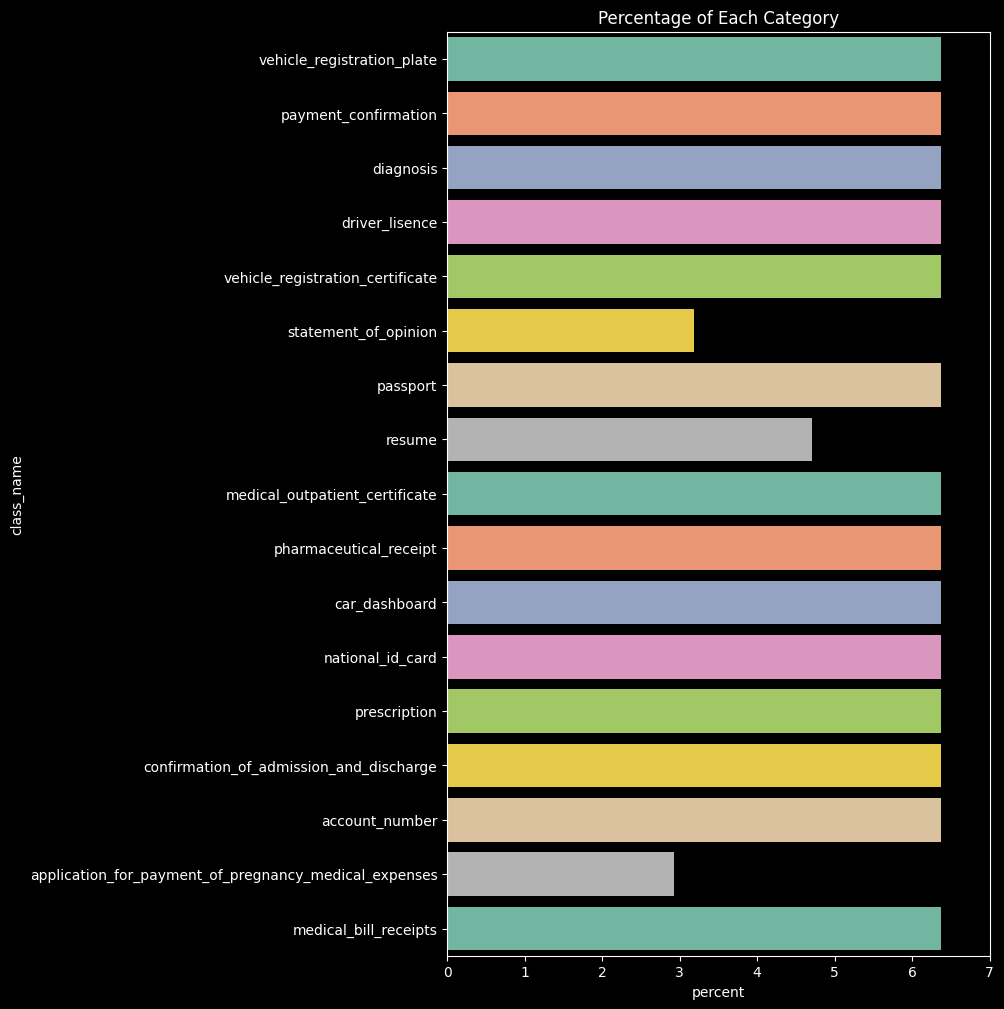 Percentage of Each Category
vehicle_registration_plate
payment_confirmation
diagnosis
driver_lisence
vehicle_registration_certificate
statement_of_opinion
passport
resume
medical_outpatient_certificate
pharmaceutical_receipt
car_dashboard
national_id_card
prescription
confirmation_of_admission_and_discharge
account_number
application_for_payment_of_pregnancy_medical_expenses
medical_bill_receipts
class_name
0 1 2 3 4 5 6 7
percent